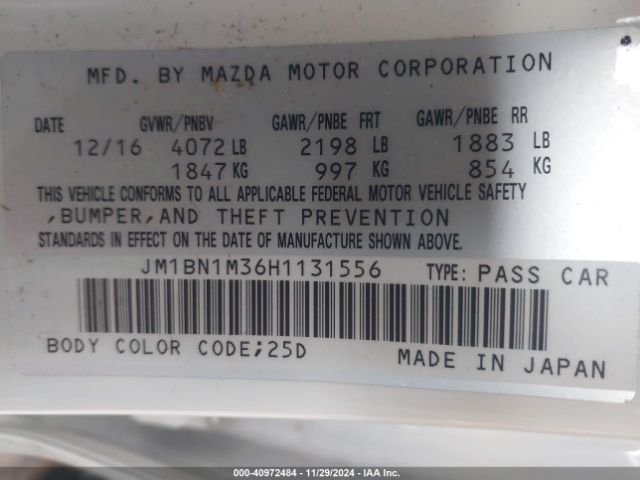 MFD. BY MAZDA MOTOR CORPORATION
DATE GVWR/PNBV GAWR/PNBE FRT GAWR/PNBE RR
12/16 4072 LB 2198 LB 1883 LB
1847 KG 997 KG 854 KG
THIS VEHICLE CONFORMS TO ALL APPLICABLE FEDERAL MOTOR VEHICLE SAFETY
,BUMPER,AND THEFT PREVENTION
STANDARDS IN EFFECT ON THE DATE OF MANUFACTURE SHOWN ABOVE.
JM1BN1M36H1131556 TYPE: PASS CAR
BODY COLOR CODE;25D MADE IN JAPAN
000-40972484 | 11/29/2024 - IAA Inc.